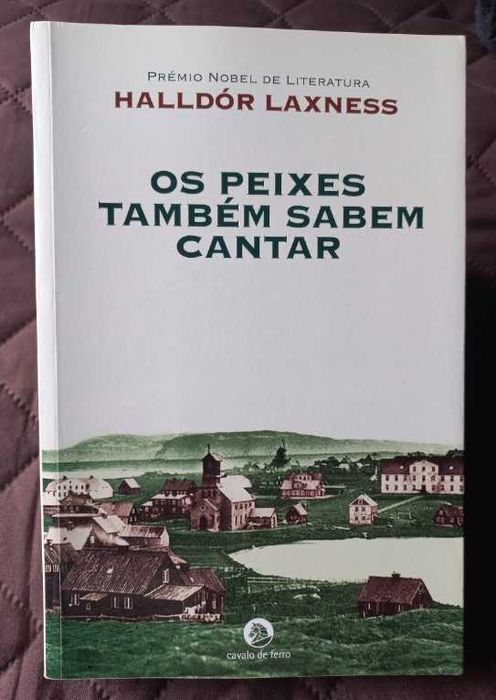 PRÉMIO NOBEL DE LITERATURA
HALLDÓR LAXNESS
OS PEIXES
TAMBÉM SABEM
CANTAR
cavalo de ferro